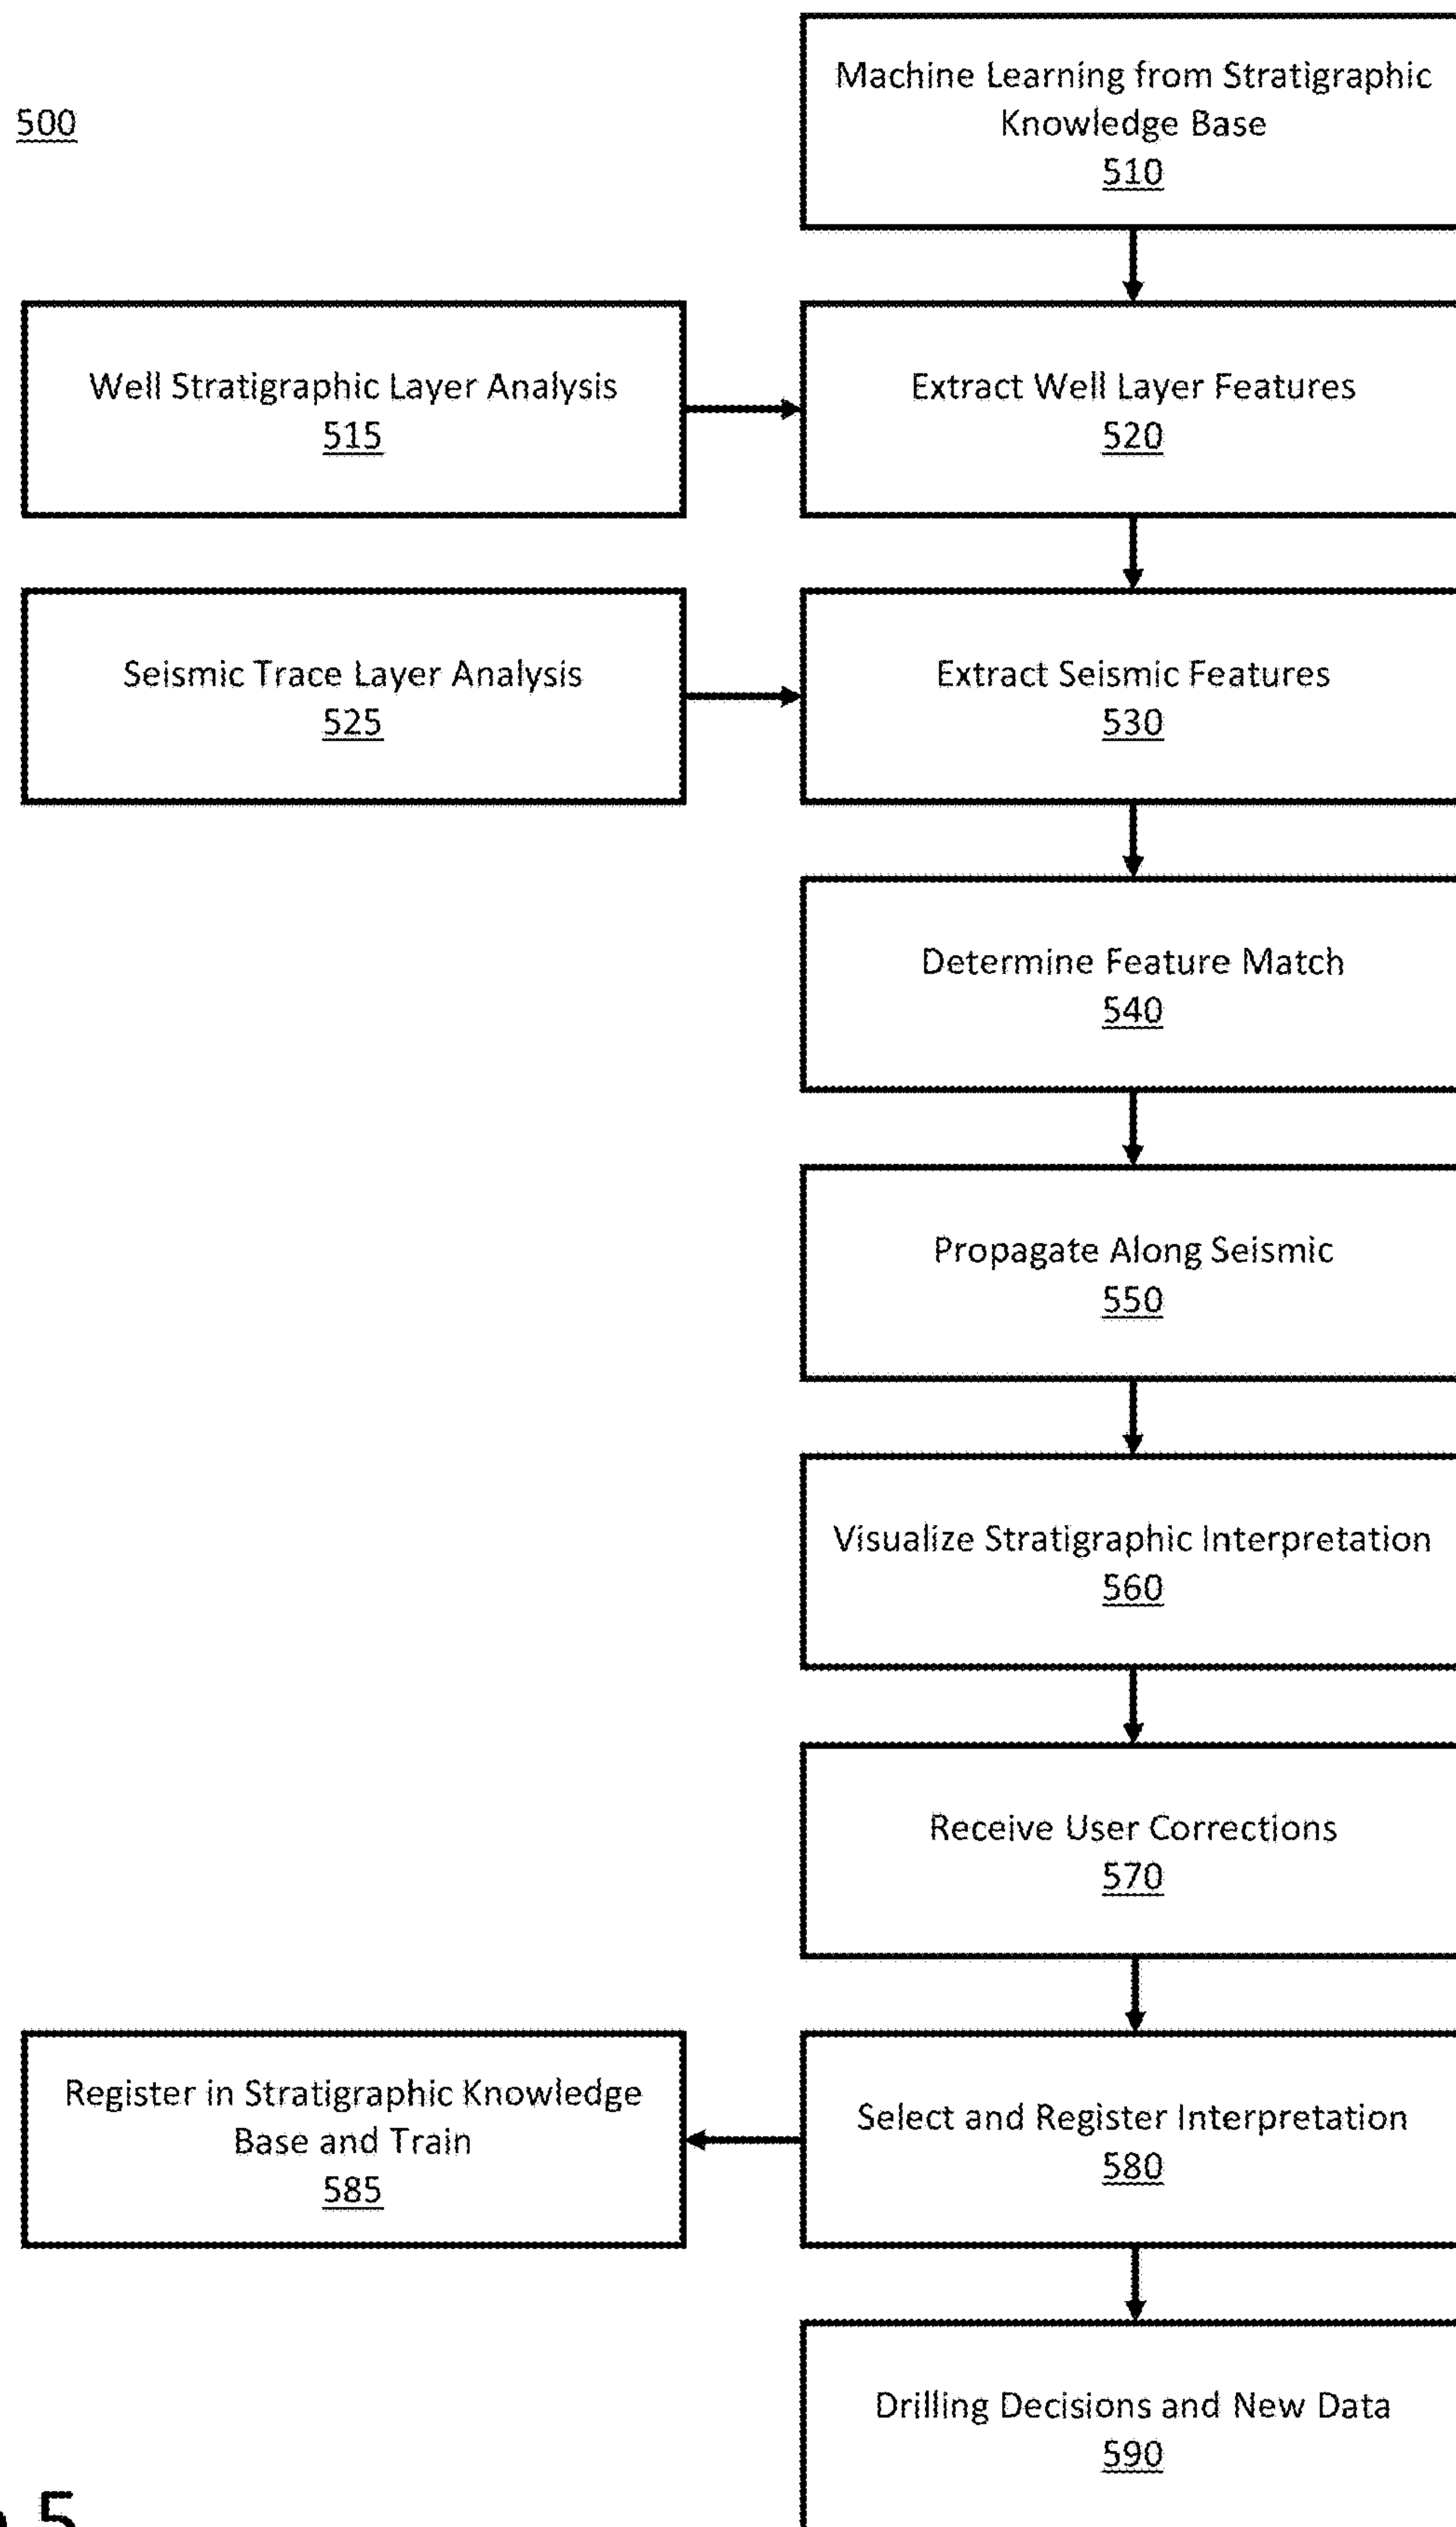 500
Machine Learning from Stratigraphic
Knowledge Base
510
Well Stratigraphic Layer Analysis
515
Extract Well Layer Features
520
Seismic Trace Layer Analysis
525
Extract Seismic Features
530
Determine Feature Match
540
Propagate Along Seismic
550
Visualize Stratigraphic Interpretation
560
Receive User Corrections
570
Register in Stratigraphic Knowledge
Base and Train
585
Select and Register Interpretation
580
Drilling Decisions and New Data
590
5